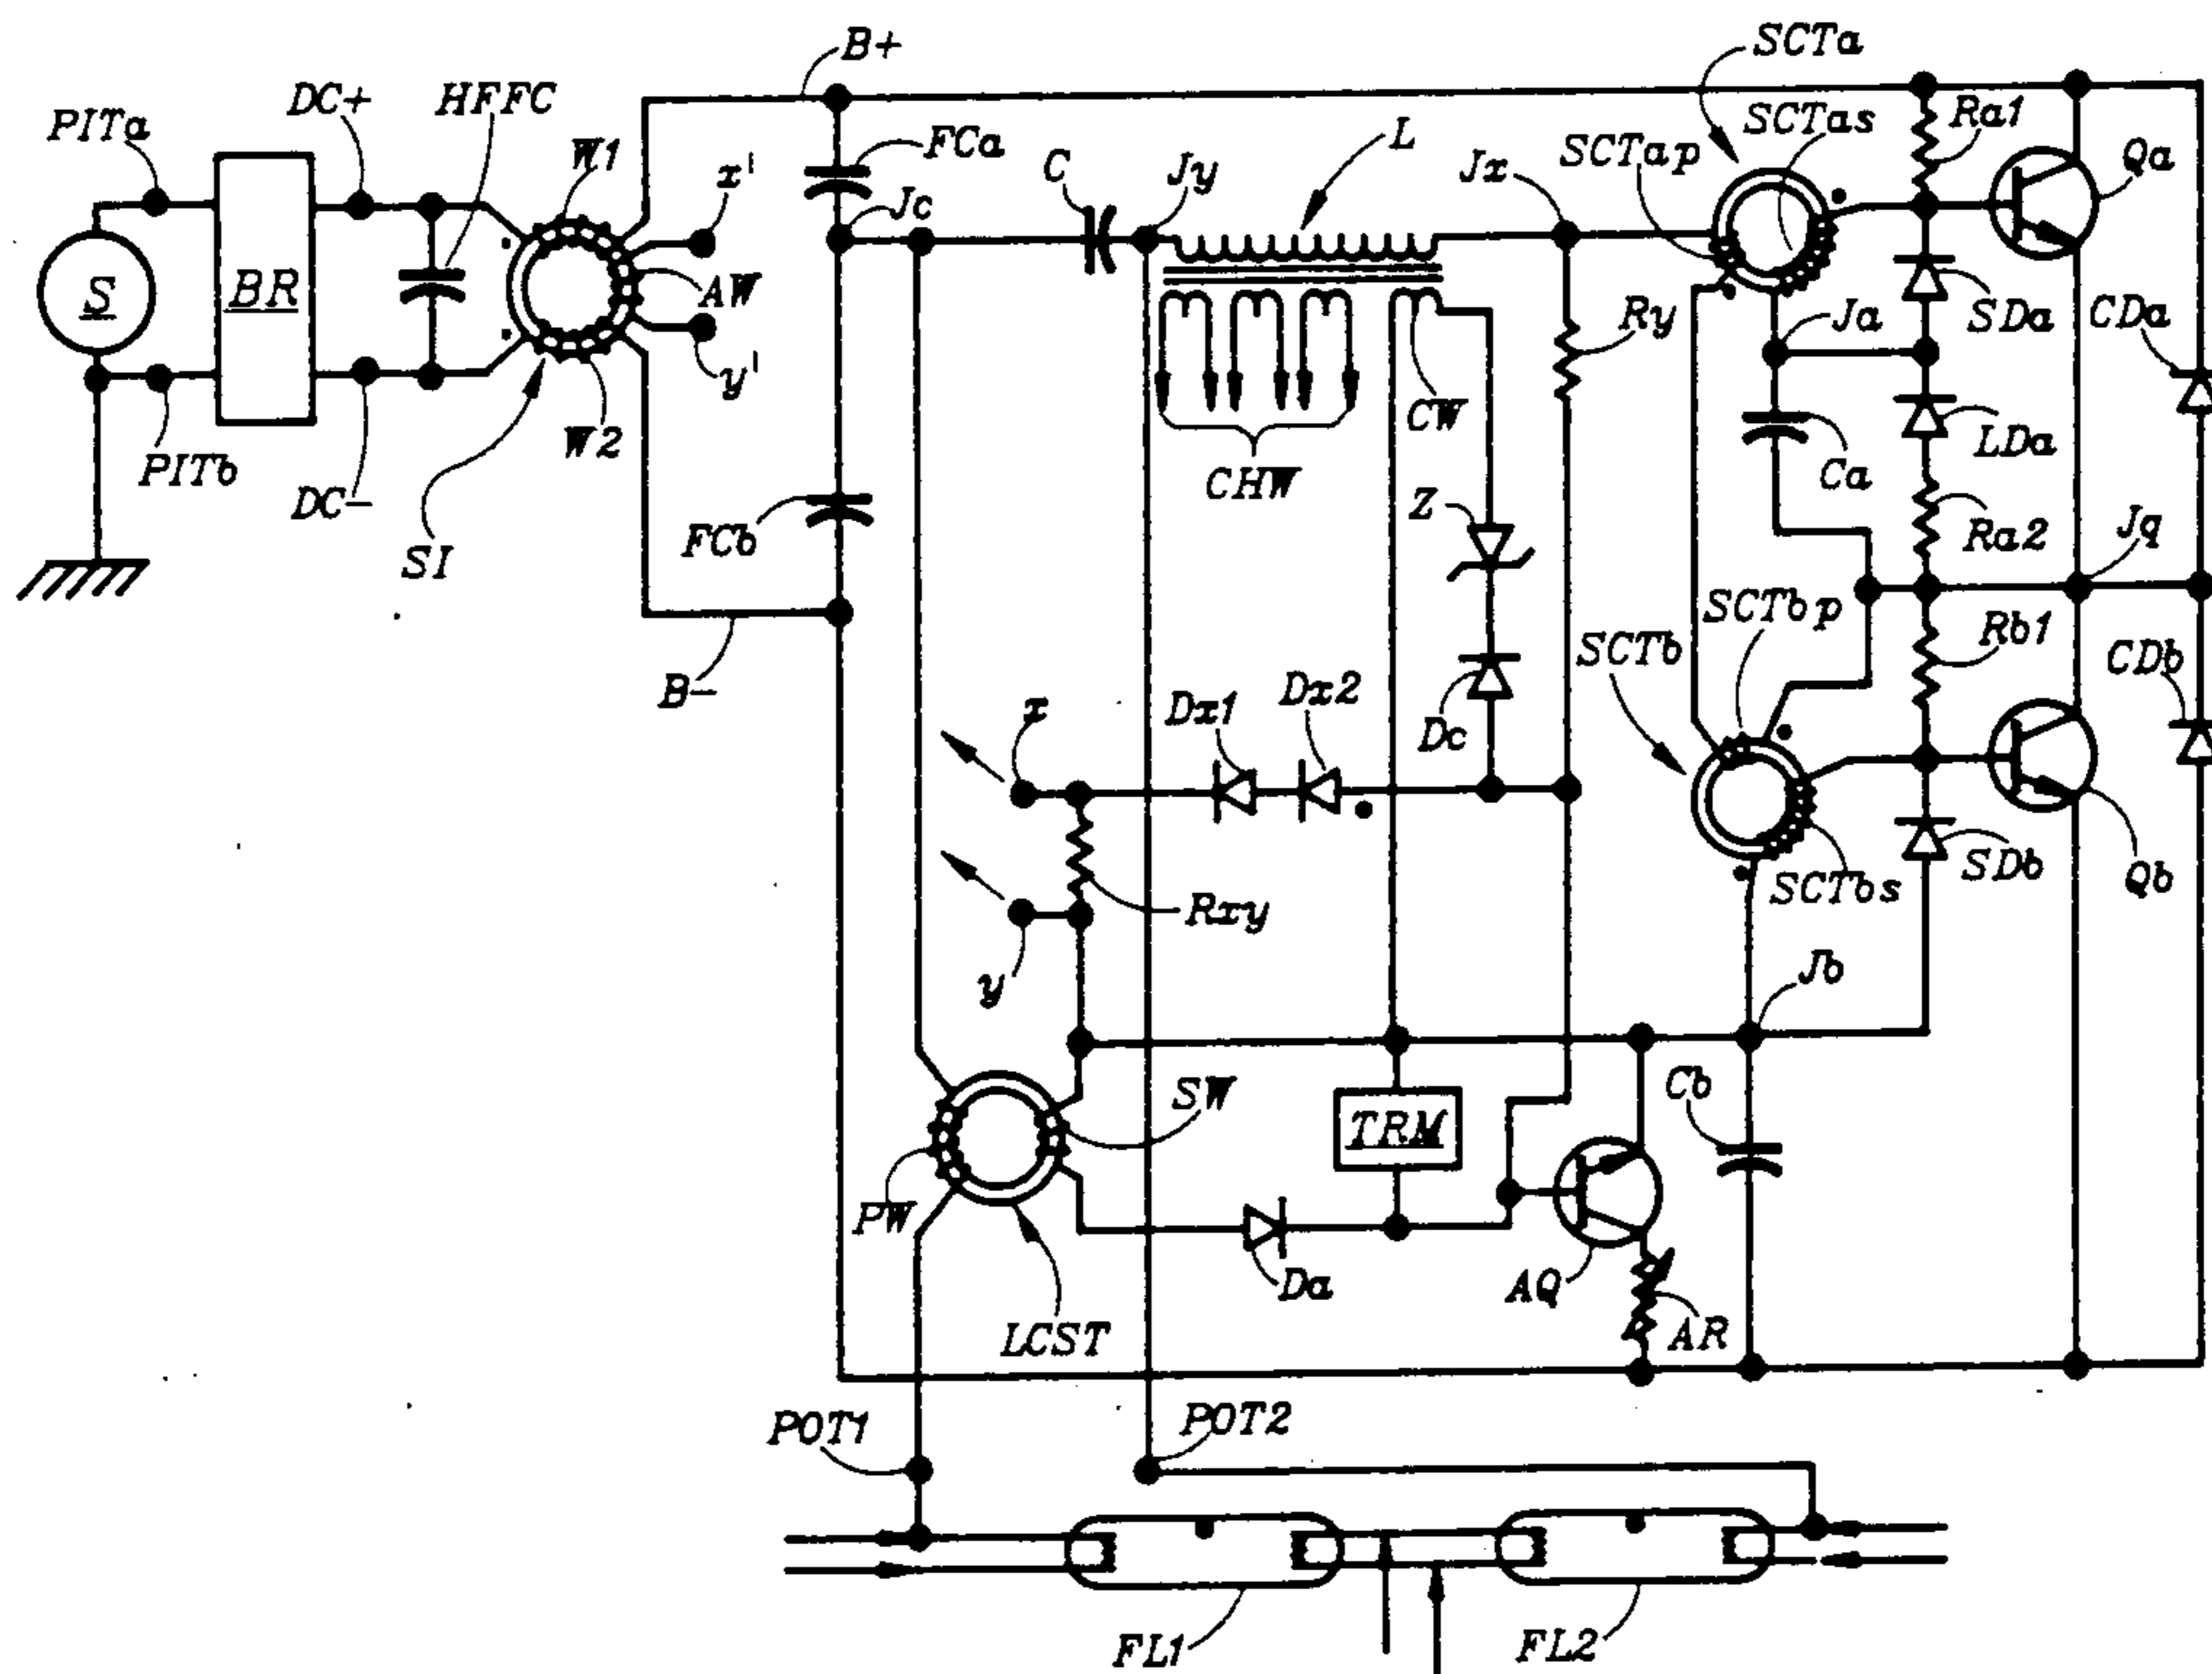 B+
SCTa
DC+
HFFC
PITa
W1
x'
FCa
C
Jy
L
Jx
SCTap
SCTas
Ra1
Qa
Jc
S
BR
AW
y'
W2
PITb
DC-
SI
FCb
CW
CHW
Ry
Ja
SDa
CDa
LDa
Ca
Z
Ra2
Jq
B-
SCTbp
SCTb
Rb1
CDb
x
Dx1
Dx2
Dc
Rxy
SDb
SCTbs
Qb
y
Jb
SW
TRM
Cb
PW
Da
AQ
LCST
AR
POT1
POT2
FL1
FL2